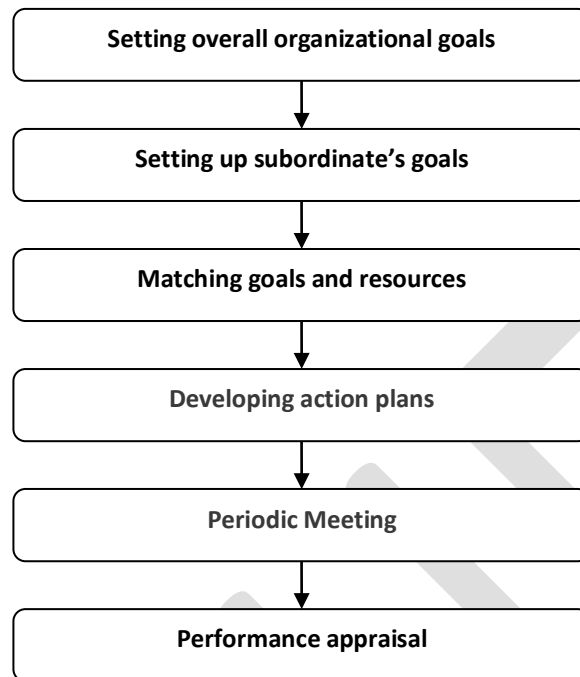 Setting overall organizational goals
Setting up subordinate’s goals
Matching goals and resources
Developing action plans
Periodic Meeting
Performance appraisal